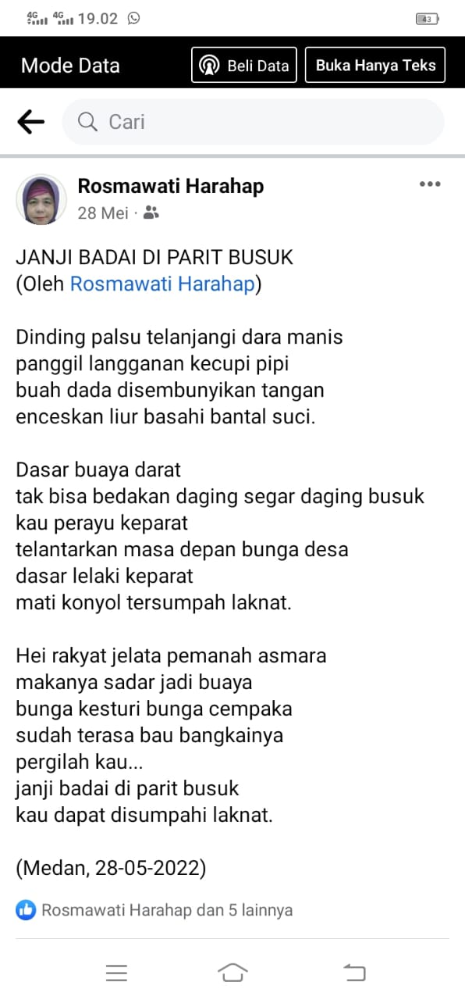 4G 4G 19.02
43
Mode Data
Beli Data
Buka Hanya Teks
Cari
Rosmawati Harahap
28 Mei ·
JANJI BADAI DI PARIT BUSUK
(Oleh Rosmawati Harahap)
Dinding palsu telanjangi dara manis
panggil langganan kecupi pipi
buah dada disembunyikan tangan
enceskan liur basahi bantal suci.
Dasar buaya darat
tak bisa bedakan daging segar daging busuk
kau perayu keparat
telantarkan masa depan bunga desa
dasar lelaki keparat
mati konyol tersumpah laknat.
Hei rakyat jelata pemanah asmara
makanya sadar jadi buaya
bunga kesturi bunga cempaka
sudah terasa bau bangkainya
pergilah kau...
janji badai di parit busuk
kau dapat disumpahi laknat.
(Medan, 28-05-2022)
Rosmawati Harahap dan 5 lainnya